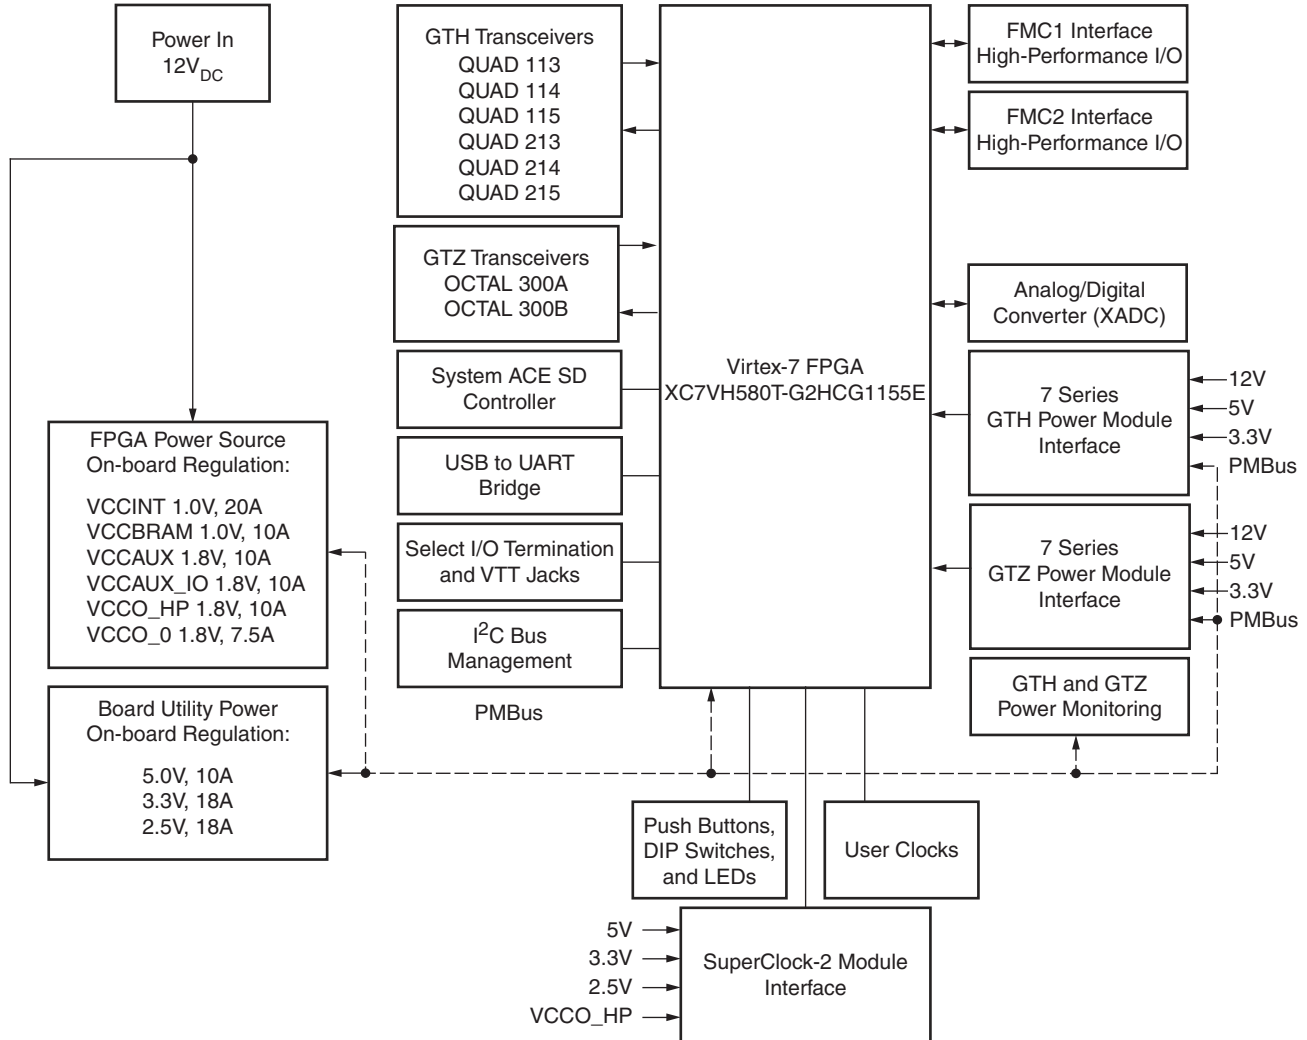 Power In
12VDC
GTH Transceivers
QUAD 113
QUAD 114
QUAD 115
QUAD 213
QUAD 214
QUAD 215
GTZ Transceivers
OCTAL 300A
OCTAL 300B
System ACE SD
Controller
USB to UART
Bridge
Select I/O Termination
and VTT Jacks
I2C Bus
Management
PMBus
FPGA Power Source
On-board Regulation:
VCCINT 1.0V, 20A
VCCBRAM 1.0V, 10A
VCCAUX 1.8V, 10A
VCCAUX_IO 1.8V, 10A
VCCO_HP 1.8V, 10A
VCCO_0 1.8V, 7.5A
Board Utility Power
On-board Regulation:
5.0V, 10A
3.3V, 18A
2.5V, 18A
Virtex-7 FPGA
XC7VH580T-G2HCG1155E
FMC1 Interface
High-Performance I/O
FMC2 Interface
High-Performance I/O
Analog/Digital
Converter (XADC)
7 Series
GTH Power Module
Interface
12V
5V
3.3V
PMBus
7 Series
GTZ Power Module
Interface
12V
5V
3.3V
PMBus
GTH and GTZ
Power Monitoring
Push Buttons,
DIP Switches,
and LEDs
User Clocks
5V
3.3V
2.5V
VCCO_HP
SuperClock-2 Module
Interface